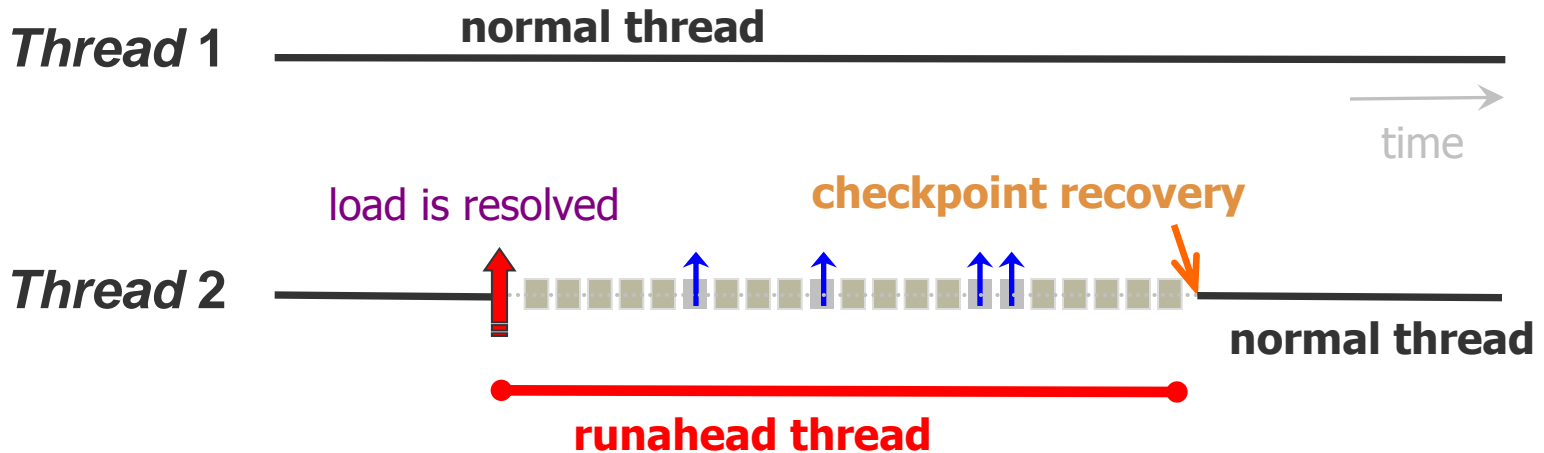 Thread 1
normal thread
time
load is resolved
checkpoint recovery
Thread 2
normal thread
runahead thread